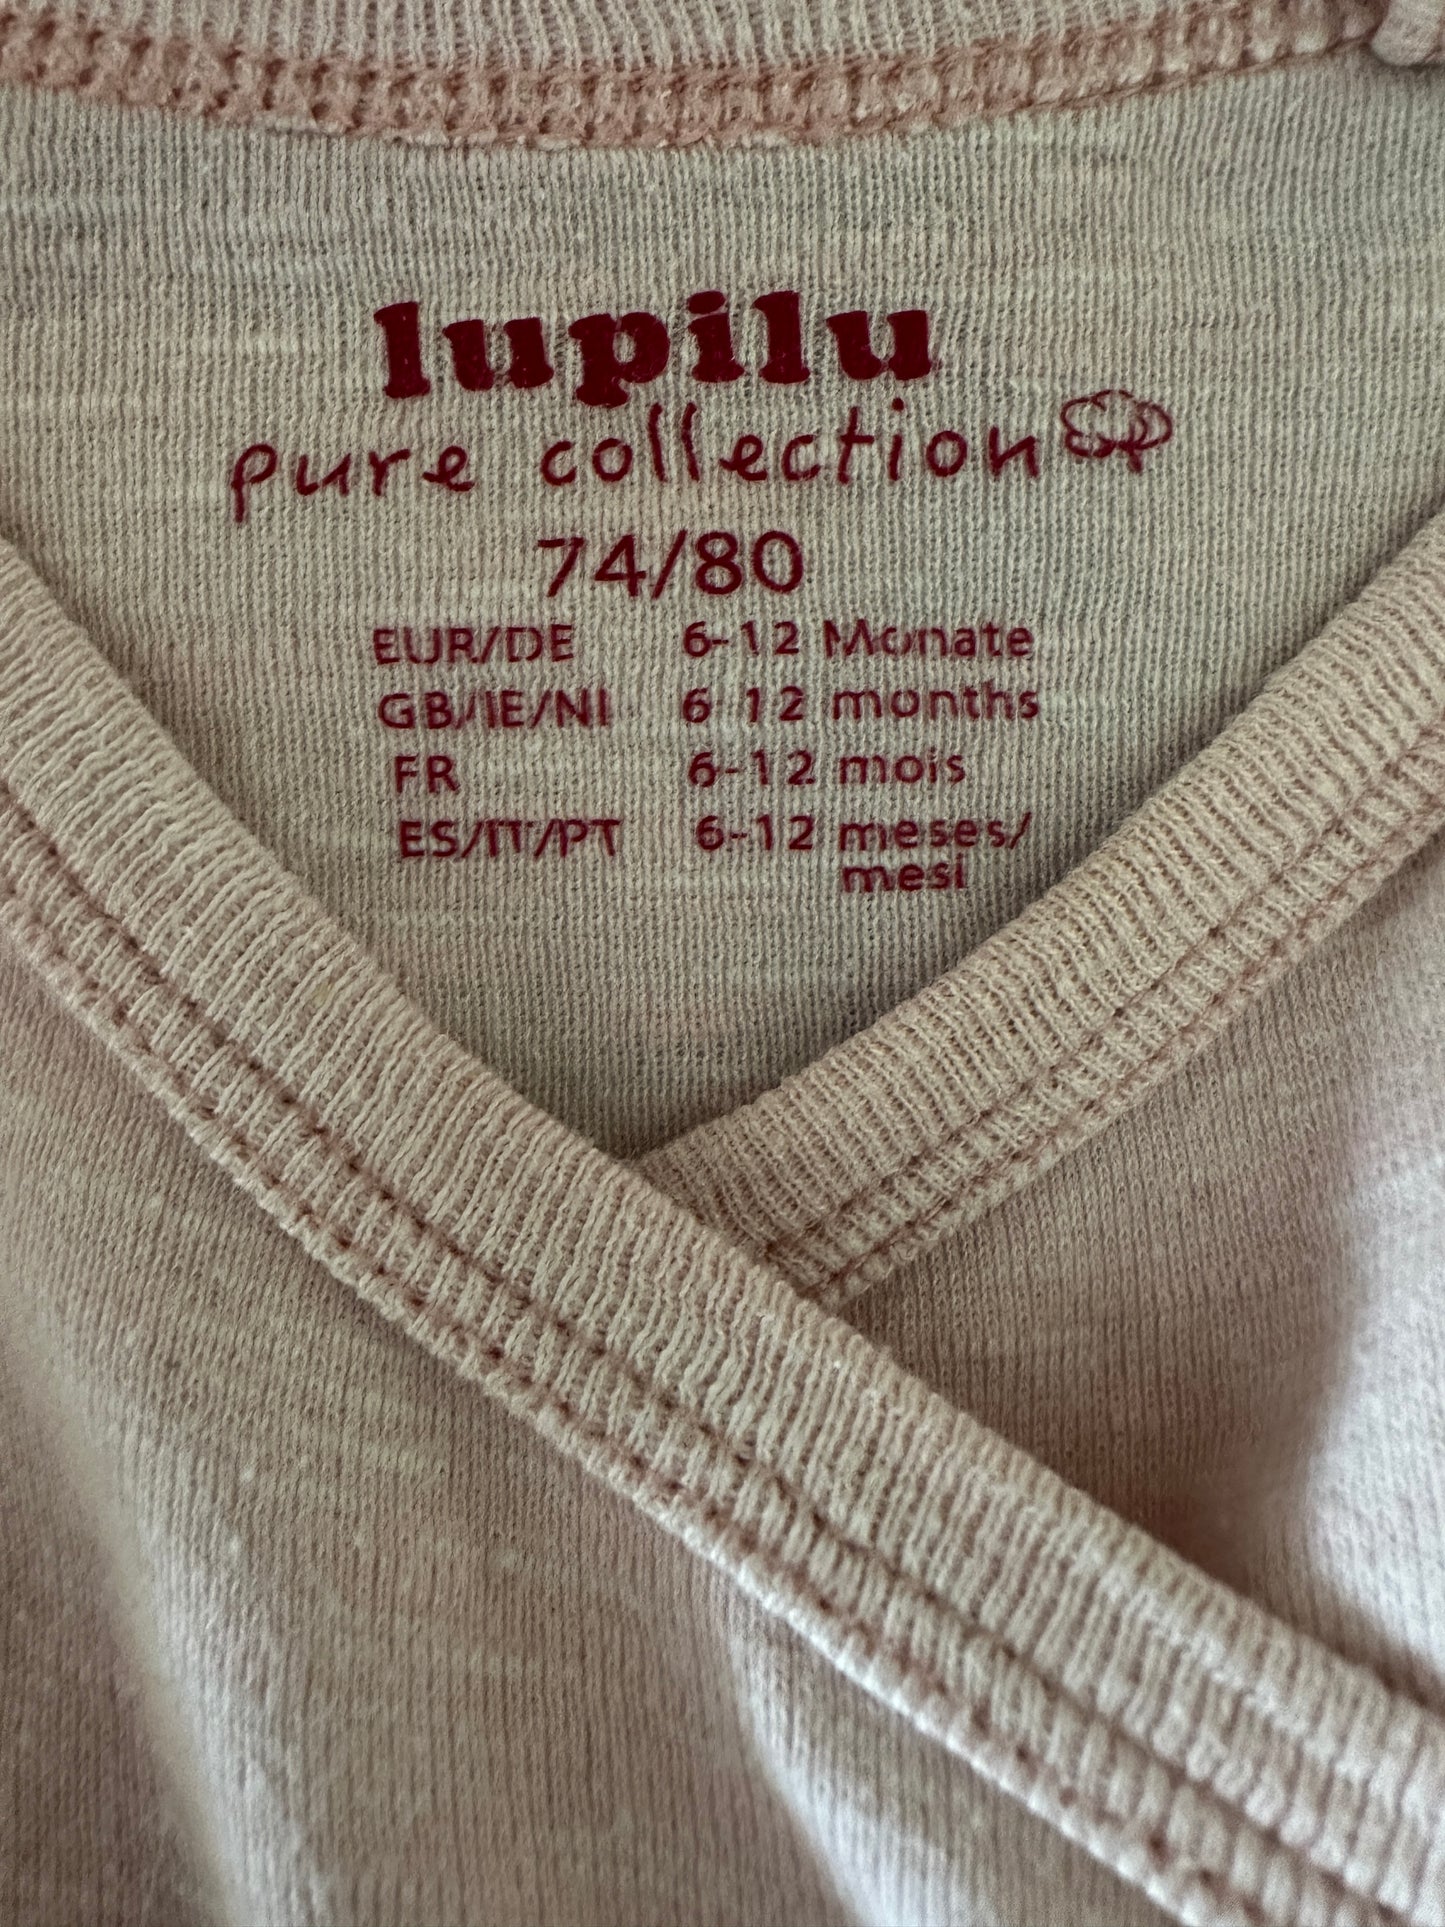 lupilu
pure collection
74/80
EUR/DE 6-12 Monate
GB/IE/NI 6 12 months
FR 6-12 mois
ES/IT/PT 6-12 meses/
mesi